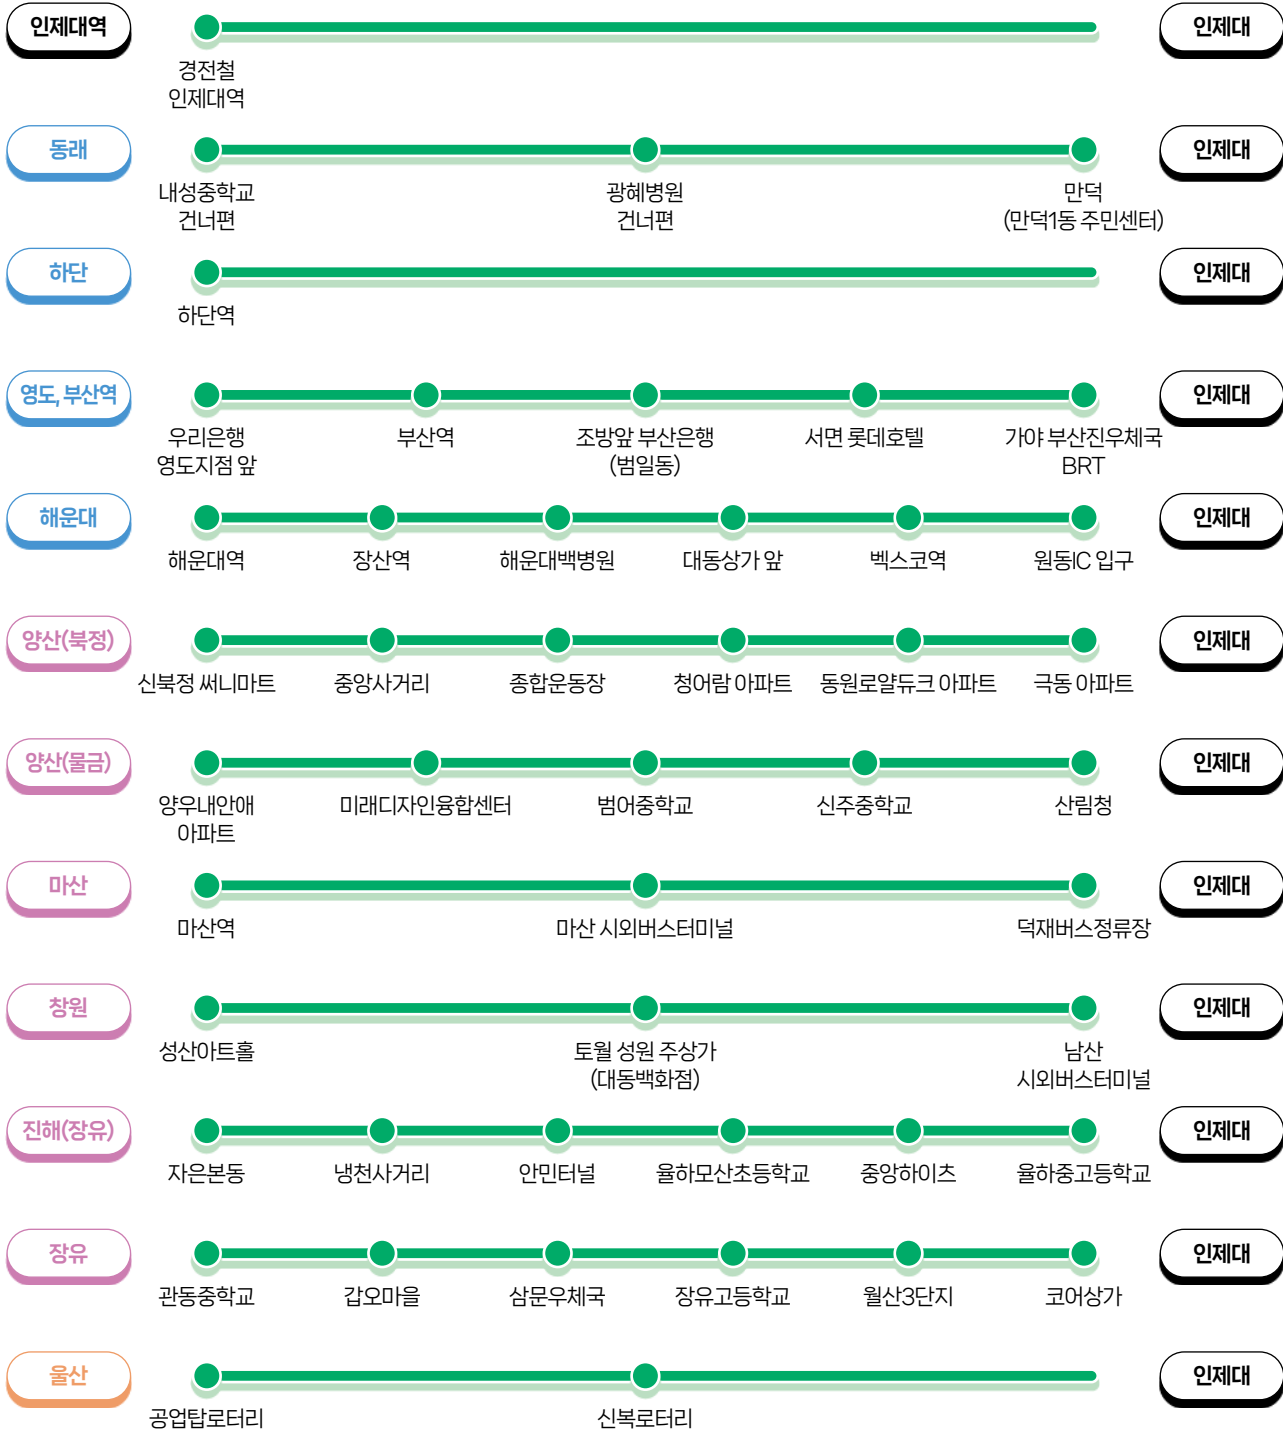 인제대역
인제대
경전철
인제대역
동래
인제대
내성중학교
건너편
광혜병원
건너편
만덕
(만덕1동 주민센터)
하단
인제대
하단역
영도, 부산역
인제대
우리은행
영도지점 앞
부산역
조방앞 부산은행
(범일동)
서면 롯데호텔
가야 부산진우체국
BRT
해운대
인제대
해운대역
장산역
해운대백병원
대동상가 앞
벡스코역
원동IC 입구
양산(북정)
인제대
신북정 써니마트
중앙사거리
종합운동장
청어람 아파트
동원로얄듀크 아파트
극동 아파트
양산(물금)
인제대
양우내안애
아파트
미래디자인융합센터
범어중학교
신주중학교
산림청
마산
인제대
마산역
마산 시외버스터미널
덕재버스정류장
창원
인제대
성산아트홀
토월 성원 주상가
(대동백화점)
남산
시외버스터미널
진해(장유)
인제대
자은본동
냉천사거리
안민터널
율하모산초등학교
중앙하이츠
율하중고등학교
장유
인제대
관동중학교
갑오마을
삼문우체국
장유고등학교
월산3단지
코어상가
울산
인제대
공업탑로터리
신복로터리